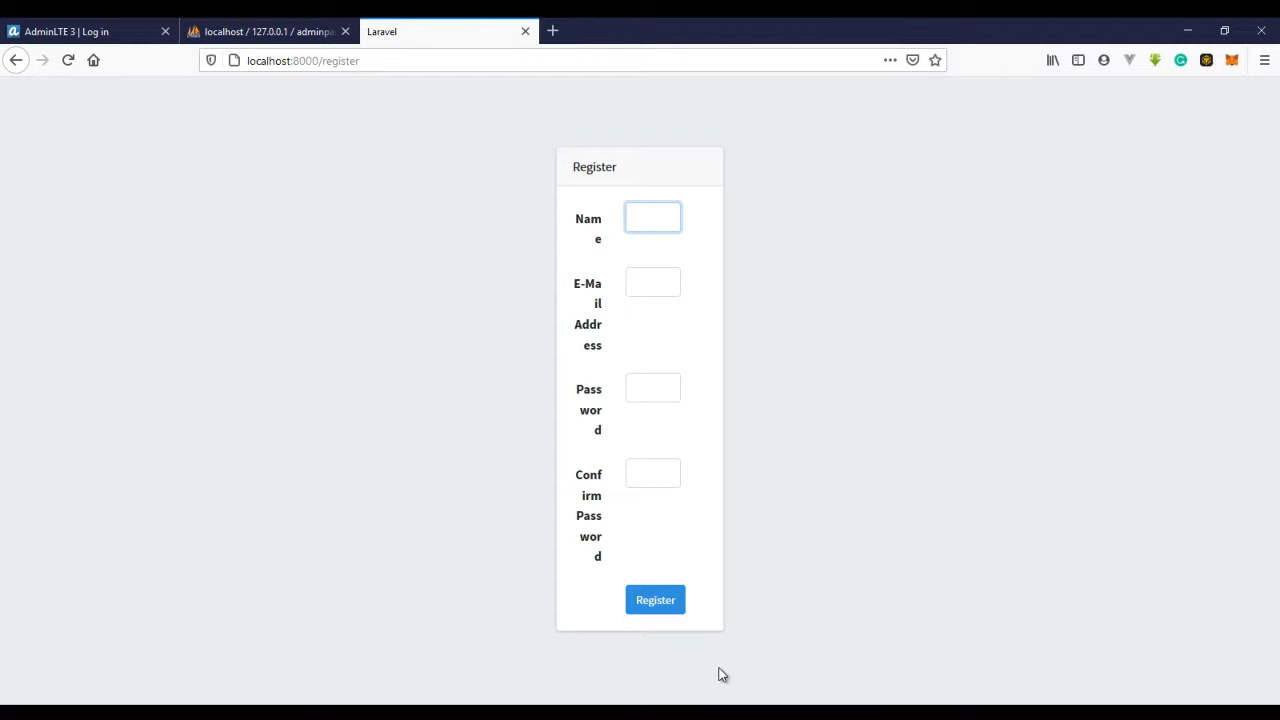 AdminLTE 3 | Log in
localhost / 127.0.0.1 / adminpa
Laravel
localhost:8000/register
Register
Nam
e
E-Ma
il
Addr
ess
Pass
wor
d
Conf
irm
Pass
wor
d
Register